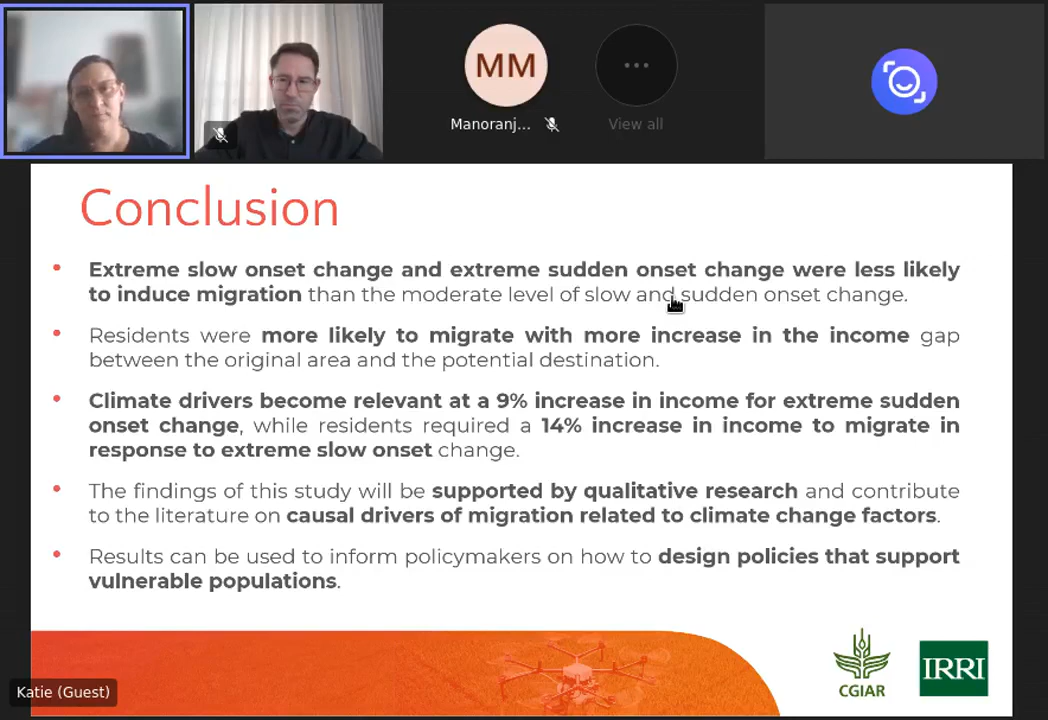 MM
Manoranj...
View all
Conclusion
• Extreme slow onset change and extreme sudden onset change were less likely
to induce migration than the moderate level of slow and sudden onset change.
• Residents were more likely to migrate with more increase in the income gap
between the original area and the potential destination.
• Climate drivers become relevant at a 9% increase in income for extreme sudden
onset change, while residents required a 14% increase in income to migrate in
response to extreme slow onset change.
• The findings of this study will be supported by qualitative research and contribute
to the literature on causal drivers of migration related to climate change factors.
• Results can be used to inform policymakers on how to design policies that support
vulnerable populations.
CGIAR
IRRI
Katie (Guest)